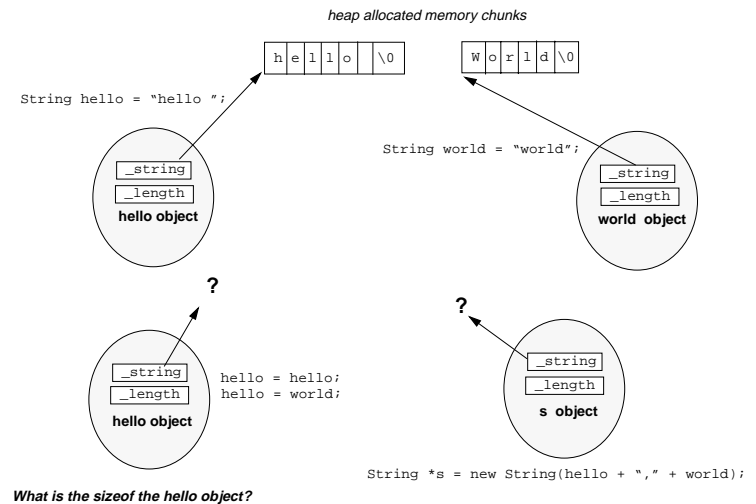 heap allocated memory chunks
h e l l o \0
W o r l d \0
String hello = “hello ”;
String world = “world”;
_string
_length
hello object
_string
_length
world object
?
?
_string
_length
hello object
hello = hello;
hello = world;
_string
_length
s object
String *s = new String(hello + “,” + world);
What is the sizeof the hello object?